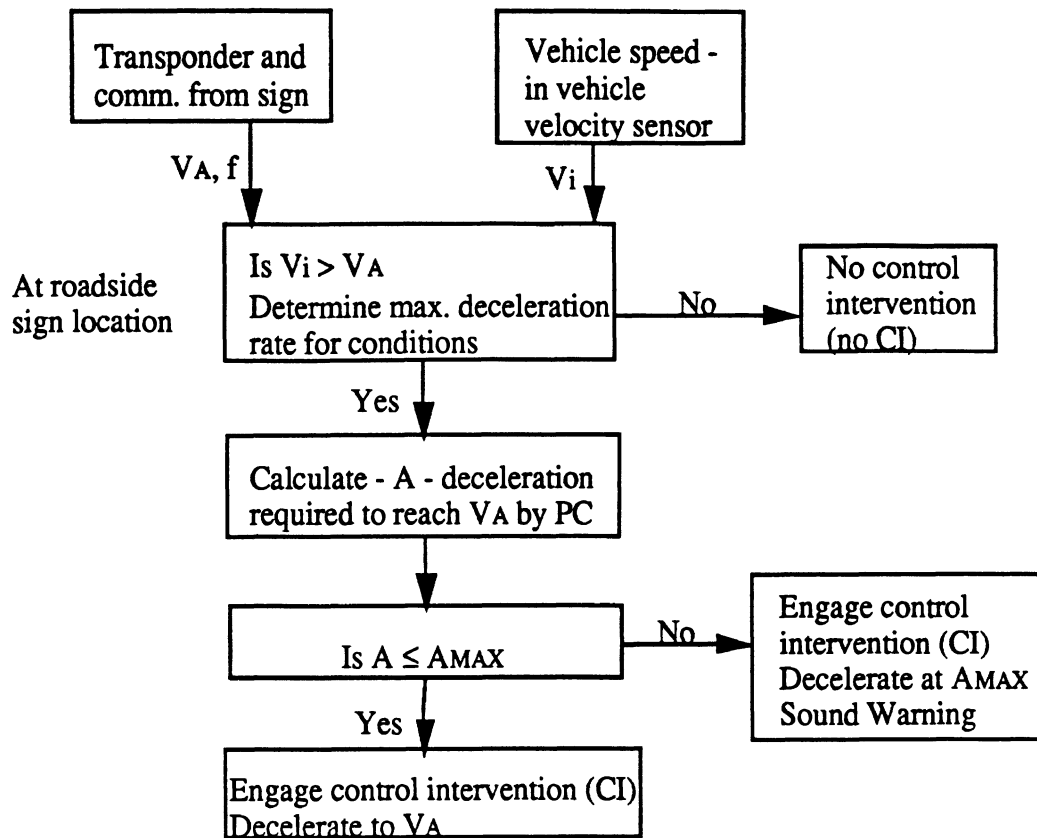 Transponder and
comm. from sign
Vehicle speed -
in vehicle
velocity sensor
VA, f
Vi
At roadside
sign location
Is Vi > VA
Determine max. deceleration
rate for conditions
No
No control
intervention
(no CI)
Yes
Calculate - A - deceleration
required to reach VA by PC
Is A ≤ AMAX
No
Engage control
intervention (CI)
Decelerate at AMAX
Sound Warning
Yes
Engage control intervention (CI)
Decelerate to VA